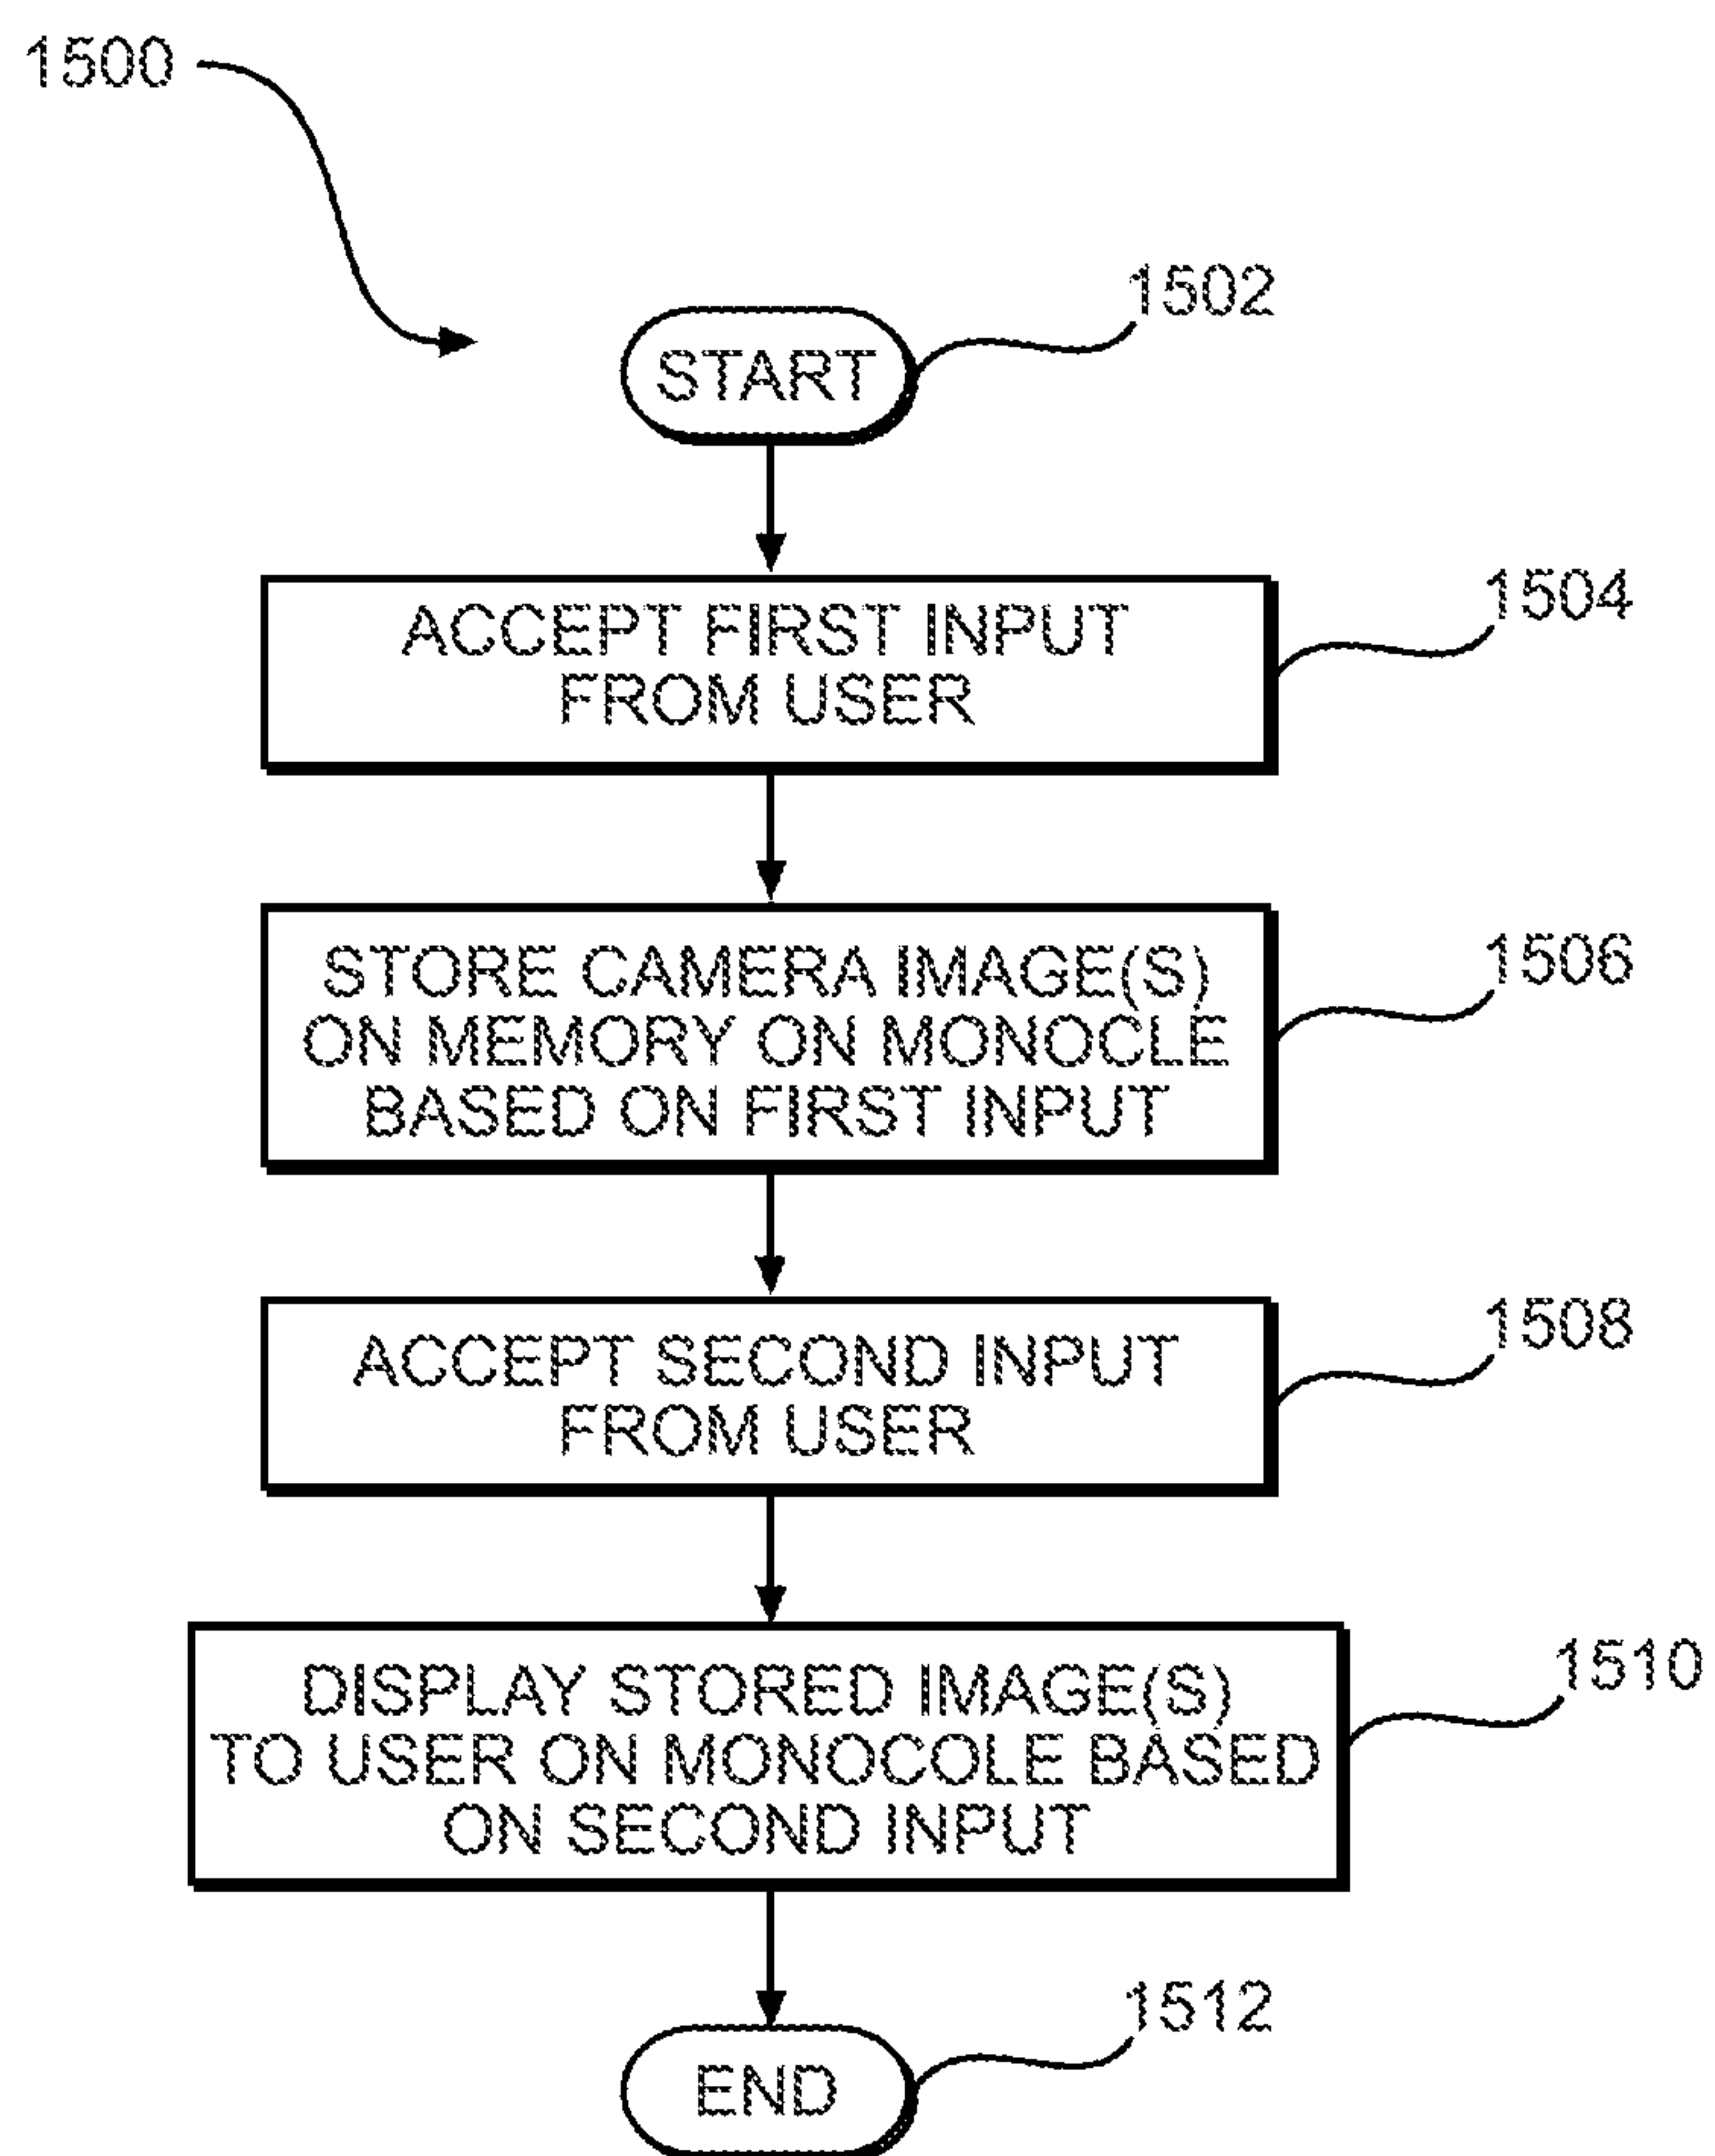 1500
1502
START
1504
ACCEPT FIRST INPUT
FROM USER
1506
STORE CAMERA IMAGE(S)
ON MEMORY ON MONOCLE
BASED ON FIRST INPUT
1508
ACCEPT SECOND INPUT
FROM USER
1510
DISPLAY STORED IMAGE(S)
TO USER ON MONOCOLE BASED
ON SECOND INPUT
1512
END